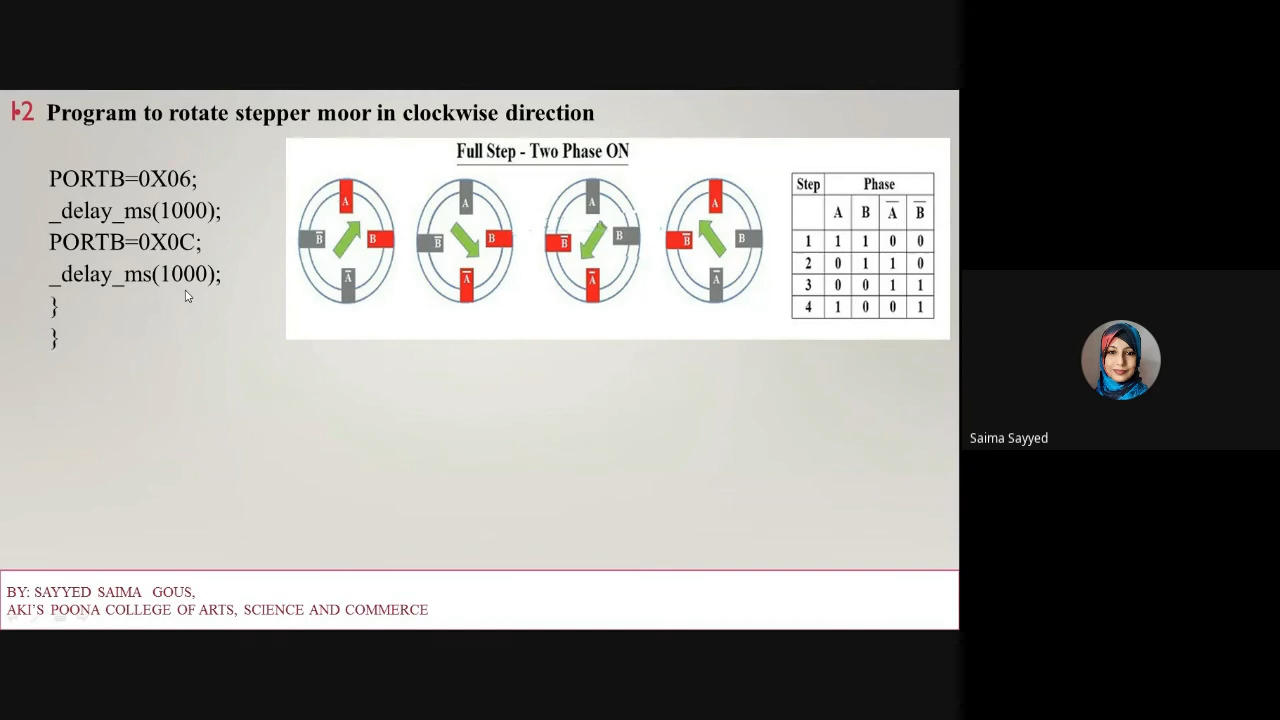 Program to rotate stepper moor in clockwise direction
PORTB=0X06;
_delay_ms(1000);
PORTB=0X0C;
_delay_ms(1000);
}
}
Full Step - Two Phase ON
A
B̅ B
A̅
A
B̅ B
A̅
A
B̅ B
A̅
A
B̅ B
A̅
Step Phase
A B A̅ B̅
1 1 1 0 0
2 0 1 1 0
3 0 0 1 1
4 1 0 0 1
Saima Sayyed
BY: SAYYED SAIMA GOUS,
AKI'S POONA COLLEGE OF ARTS, SCIENCE AND COMMERCE